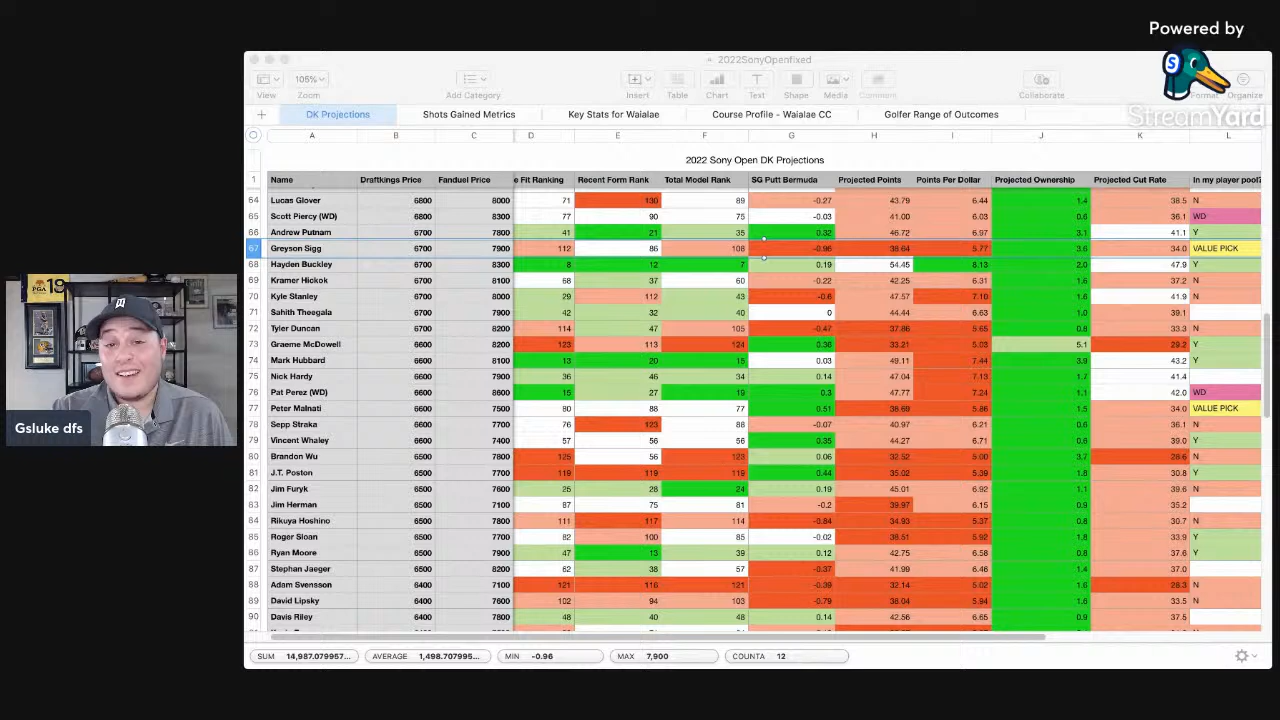 Powered by
StreamYard
2022SonyOpenfixed
105%
View Zoom Add Category Insert Table Chart Text Shape Media Comment Collaborate Format Organize
DK Projections Shots Gained Metrics Key Stats for Waialae Course Profile - Waialae CC Golfer Range of Outcomes
A B C D E F G H I J K L
2022 Sony Open DK Projections
1 Name Draftkings Price Fanduel Price e Fit Ranking Recent Form Rank Total Model Rank SG Putt Bermuda Projected Points Points Per Dollar Projected Ownership Projected Cut Rate In my player pool?
64 Lucas Glover 6800 8000 71 130 89 -0.27 43.79 6.44 1.4 38.5 N
65 Scott Piercy (WD) 6800 8300 77 90 75 -0.03 41.00 6.03 0.6 36.1 WD
66 Andrew Putnam 6700 7800 41 21 35 0.32 46.72 6.97 3.1 41.1 Y
67 Greyson Sigg 6700 7900 112 86 108 -0.96 38.64 5.77 3.6 34.0 VALUE PICK
68 Hayden Buckley 6700 8300 8 12 7 0.19 54.45 8.13 2.0 47.9 Y
69 Kramer Hickok 6700 8100 68 37 60 -0.22 42.25 6.31 1.6 37.2 N
70 Kyle Stanley 6700 8000 29 112 43 -0.6 47.57 7.10 1.6 41.9 N
71 Sahith Theegala 6700 7900 42 32 40 0 44.44 6.63 1.0 39.1
72 Tyler Duncan 6700 8200 114 47 105 -0.47 37.86 5.65 0.8 33.3 N
73 Graeme McDowell 6600 8200 123 113 124 0.36 33.21 5.03 5.1 29.2 Y
74 Mark Hubbard 6600 8100 13 20 15 0.03 49.11 7.44 3.9 43.2 Y
75 Nick Hardy 6600 8200 36 46 34 0.14 47.04 7.13 1.7 41.4
76 Pat Perez (WD) 6600 8600 15 27 19 0.3 47.77 7.24 1.1 42.0 WD
77 Peter Malnati 6600 7500 80 88 77 0.51 38.69 5.86 1.5 34.0 VALUE PICK
78 Sepp Straka 6600 7700 76 123 88 -0.07 40.97 6.21 0.6 36.1 N
79 Vincent Whaley 6600 7400 57 56 56 0.35 44.27 6.71 0.6 39.0 Y
80 Brandon Wu 6500 7800 125 56 123 0.06 32.52 5.00 3.7 28.6 N
81 J.T. Poston 6500 7700 119 119 119 0.44 35.02 5.39 1.8 30.8 Y
82 Jim Furyk 6500 7600 25 28 24 0.19 45.01 6.92 1.1 39.6 N
83 Jim Herman 6500 7100 87 75 81 -0.2 39.97 6.15 0.9 35.2
84 Rikuya Hoshino 6500 7800 111 117 114 -0.84 34.93 5.37 0.8 30.7 N
85 Roger Sloan 6500 7700 82 100 85 -0.02 38.51 5.92 1.8 33.9 Y
86 Ryan Moore 6500 7900 47 13 39 0.12 42.75 6.58 0.8 37.6 Y
87 Stephan Jaeger 6500 8200 62 38 57 -0.37 41.99 6.46 1.4 37.0
88 Adam Svensson 6400 7100 121 116 121 -0.39 32.14 5.02 1.6 28.3 N
89 David Lipsky 6400 7600 102 94 103 -0.79 38.04 5.94 1.6 33.5 N
90 Davis Riley 6400 7800 48 40 48 0.14 42.56 6.65 0.9 37.5
SUM 14,987.079957... AVERAGE 1,498.707995... MIN -0.96 MAX 7,900 COUNTA 12
Gsluke dfs